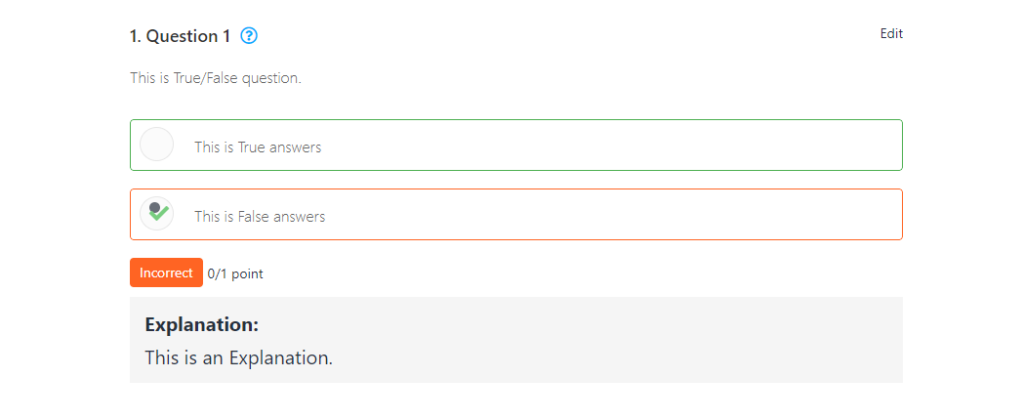 1. Question 1 ?
Edit
This is True/False question.
This is True answers
This is False answers
Incorrect 0/1 point
Explanation:
This is an Explanation.